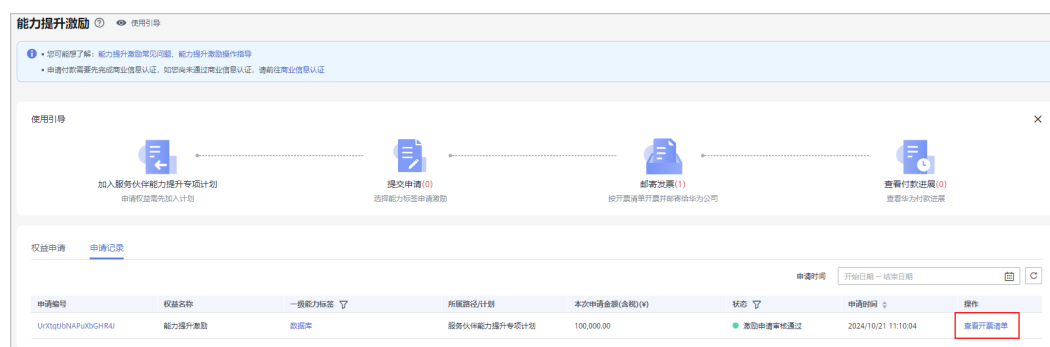 能力提升激励 使用引导
• 您可能想了解：能力提升激励常见问题、能力提升激励操作指导
• 申请付款需要先完成商业信息认证，如您尚未通过商业信息认证，请前往商业信息认证
使用引导
加入服务伙伴能力提升专项计划 提交申请(0) 邮寄发票(1) 查看付款进展(0)
申请权益需先加入计划 选择能力标签申请激励 按开票清单开票并邮寄给华为公司 查看华为付款进展
权益申请 申请记录
申请时间 开始日期 – 结束日期
申请编号 权益名称 一级能力标签 所属路径/计划 本次申请金额(含税)(¥) 状态 申请时间 操作
UrXtqtJbNAPuXbGHR4J 能力提升激励 数据库 服务伙伴能力提升专项计划 100,000.00 激励申请审核通过 2024/10/21 11:10:04 查看开票清单